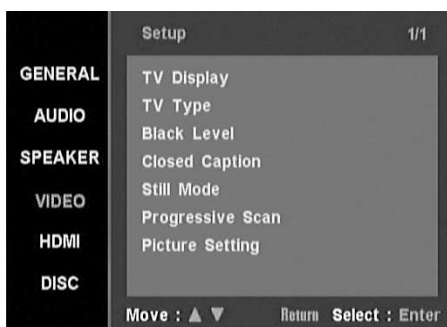 Setup 1/1
GENERAL
AUDIO
SPEAKER
VIDEO
HDMI
DISC
TV Display
TV Type
Black Level
Closed Caption
Still Mode
Progressive Scan
Picture Setting
Move : ▲ ▼ Return Select : Enter